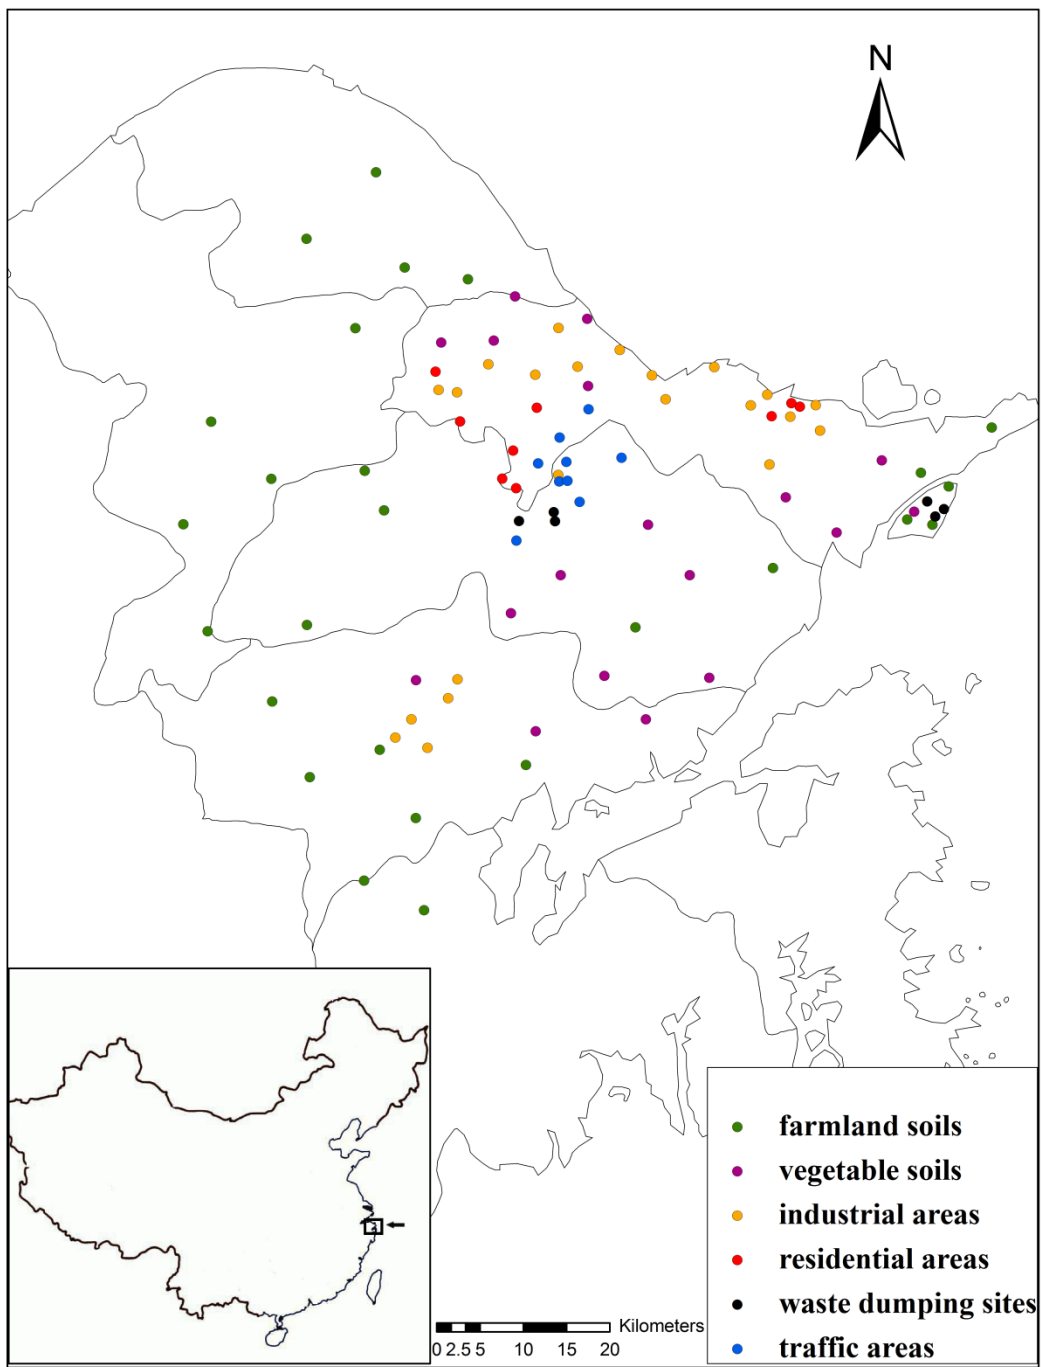 N
farmland soils
vegetable soils
industrial areas
residential areas
waste dumping sites
traffic areas
Kilometers
0 2.5 5 10 15 20